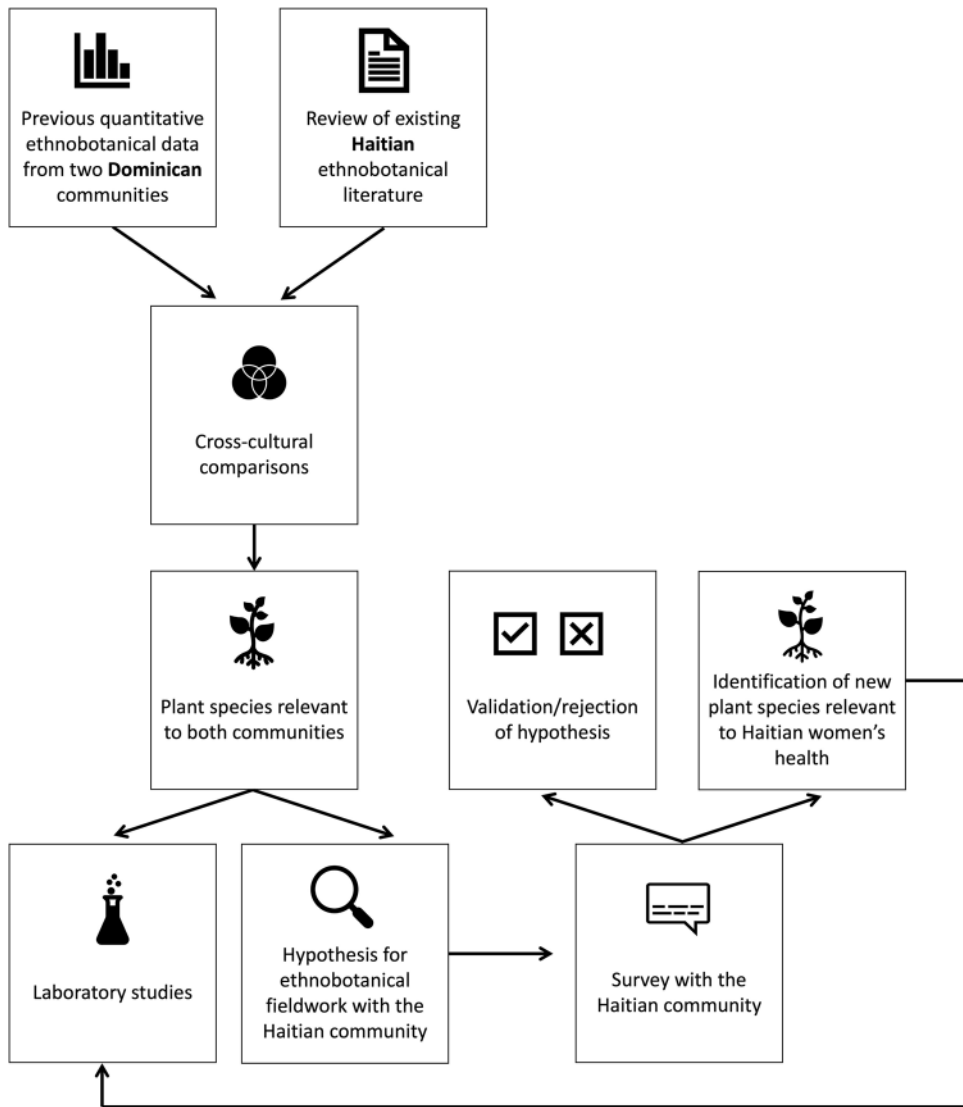 Previous quantitative
ethnobotanical data
from two Dominican
communities
Review of existing
Haitian
ethnobotanical
literature
Cross-cultural
comparisons
Plant species relevant
to both communities
Validation/rejection
of hypothesis
Identification of new
plant species relevant
to Haitian women’s
health
Laboratory studies
Hypothesis for
ethnobotanical
fieldwork with the
Haitian community
Survey with the
Haitian community